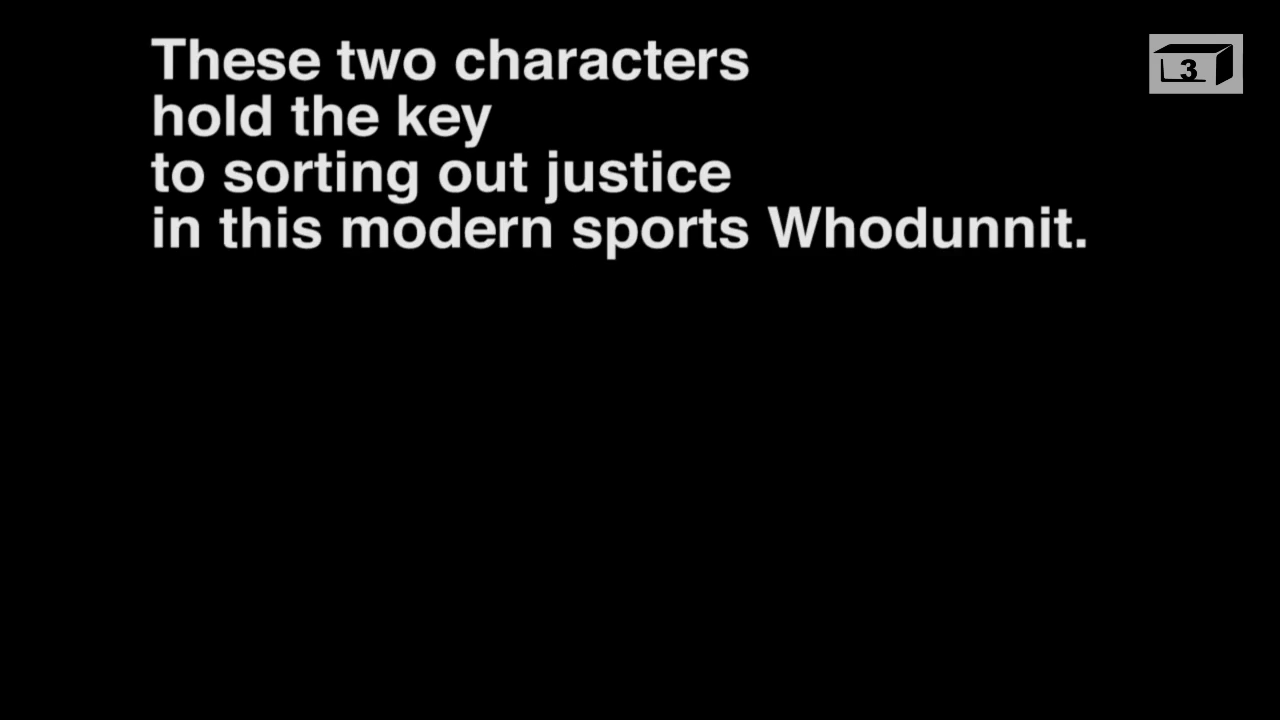 These two characters
hold the key
to sorting out justice
in this modern sports Whodunnit.
3